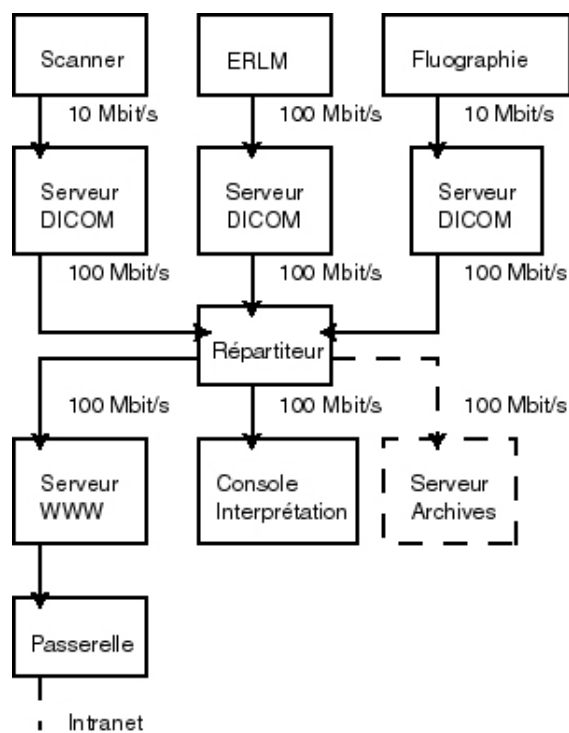 Scanner
ERLM
Fluographie
10 Mbit/s
100 Mbit/s
10 Mbit/s
Serveur
DICOM
Serveur
DICOM
Serveur
DICOM
100 Mbit/s
100 Mbit/s
100 Mbit/s
Répartiteur
100 Mbit/s
100 Mbit/s
100 Mbit/s
Serveur
WWW
Console
Interprétation
Serveur
Archives
Passerelle
Intranet